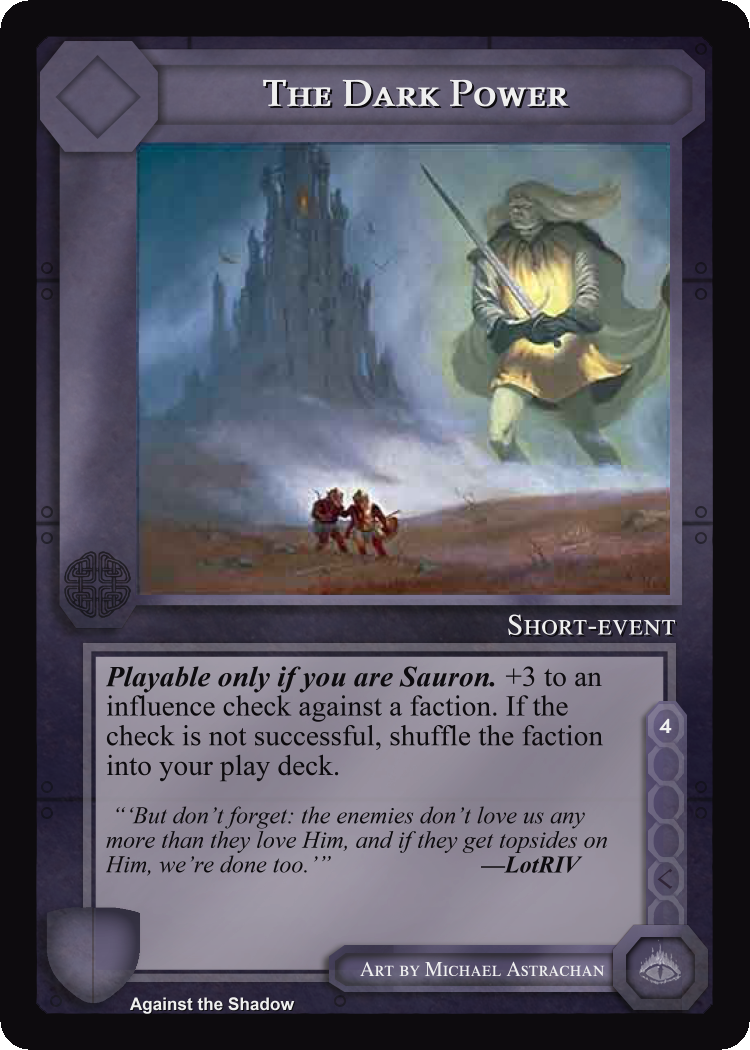 The Dark Power
Short-event
Playable only if you are Sauron. +3 to an
influence check against a faction. If the
check is not successful, shuffle the faction
into your play deck.
4
“‘But don’t forget: the enemies don’t love us any
more than they love Him, and if they get topsides on
Him, we’re done too.’”
—LotRIV
Art by Michael Astrachan
Against the Shadow